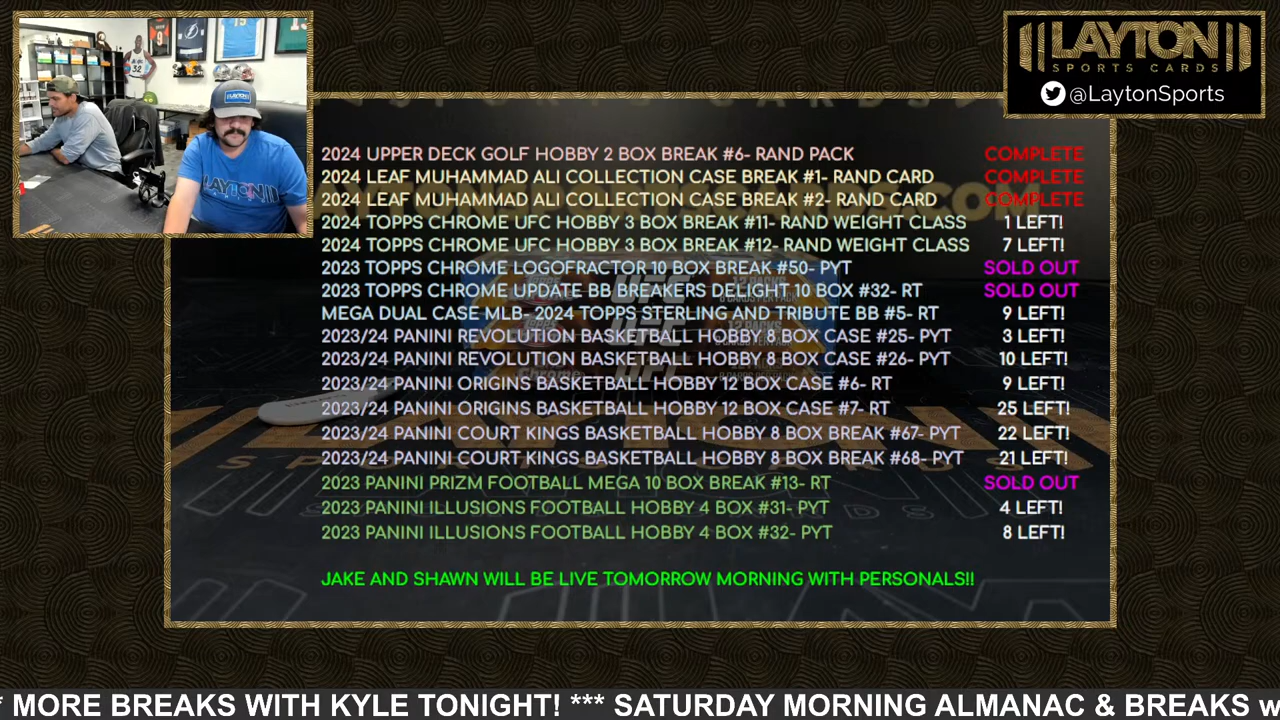 LAYTON
SPORTS CARDS
@LaytonSports
2024 UPPER DECK GOLF HOBBY 2 BOX BREAK #6- RAND PACK COMPLETE
2024 LEAF MUHAMMAD ALI COLLECTION CASE BREAK #1- RAND CARD COMPLETE
2024 LEAF MUHAMMAD ALI COLLECTION CASE BREAK #2- RAND CARD COMPLETE
2024 TOPPS CHROME UFC HOBBY 3 BOX BREAK #11- RAND WEIGHT CLASS 1 LEFT!
2024 TOPPS CHROME UFC HOBBY 3 BOX BREAK #12- RAND WEIGHT CLASS 7 LEFT!
2023 TOPPS CHROME LOGOFRACTOR 10 BOX BREAK #50- PYT SOLD OUT
2023 TOPPS CHROME UPDATE BB BREAKERS DELIGHT 10 BOX #32- RT SOLD OUT
MEGA DUAL CASE MLB- 2024 TOPPS STERLING AND TRIBUTE BB #5- RT 9 LEFT!
2023/24 PANINI REVOLUTION BASKETBALL HOBBY 8 BOX CASE #25- PYT 3 LEFT!
2023/24 PANINI REVOLUTION BASKETBALL HOBBY 8 BOX CASE #26- PYT 10 LEFT!
2023/24 PANINI ORIGINS BASKETBALL HOBBY 12 BOX CASE #6- RT 9 LEFT!
2023/24 PANINI ORIGINS BASKETBALL HOBBY 12 BOX CASE #7- RT 25 LEFT!
2023/24 PANINI COURT KINGS BASKETBALL HOBBY 8 BOX BREAK #67- PYT 22 LEFT!
2023/24 PANINI COURT KINGS BASKETBALL HOBBY 8 BOX BREAK #68- PYT 21 LEFT!
2023 PANINI PRIZM FOOTBALL MEGA 10 BOX BREAK #13- RT SOLD OUT
2023 PANINI ILLUSIONS FOOTBALL HOBBY 4 BOX #31- PYT 4 LEFT!
2023 PANINI ILLUSIONS FOOTBALL HOBBY 4 BOX #32- PYT 8 LEFT!
JAKE AND SHAWN WILL BE LIVE TOMORROW MORNING WITH PERSONALS!!
* MORE BREAKS WITH KYLE TONIGHT! *** SATURDAY MORNING ALMANAC & BREAKS w